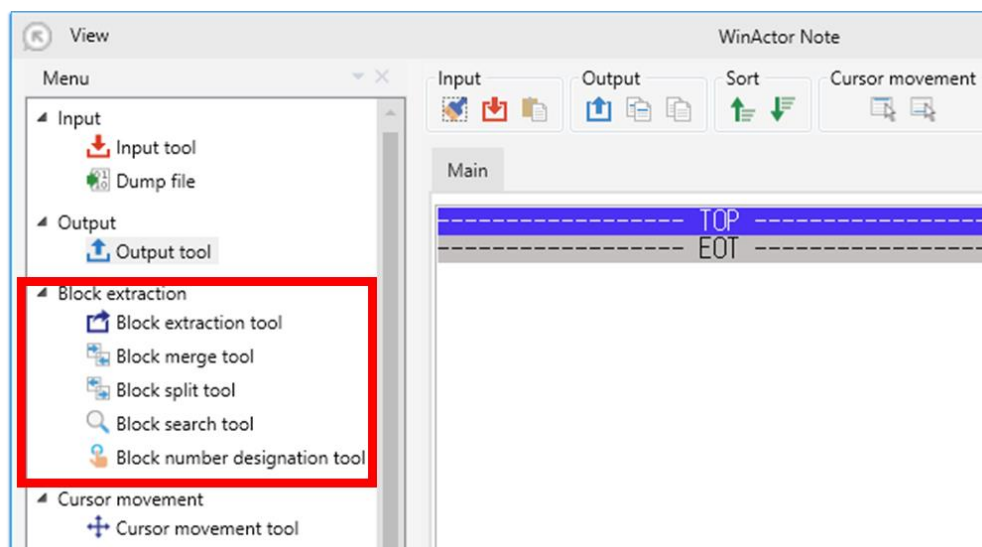 View
WinActor Note
Menu
Input
Input tool
Dump file
Output
Output tool
Block extraction
Block extraction tool
Block merge tool
Block split tool
Block search tool
Block number designation tool
Cursor movement
Cursor movement tool
Input
Output
Sort
Cursor movement
Main
------------------ TOP -----------------
------------------ EOT -----------------